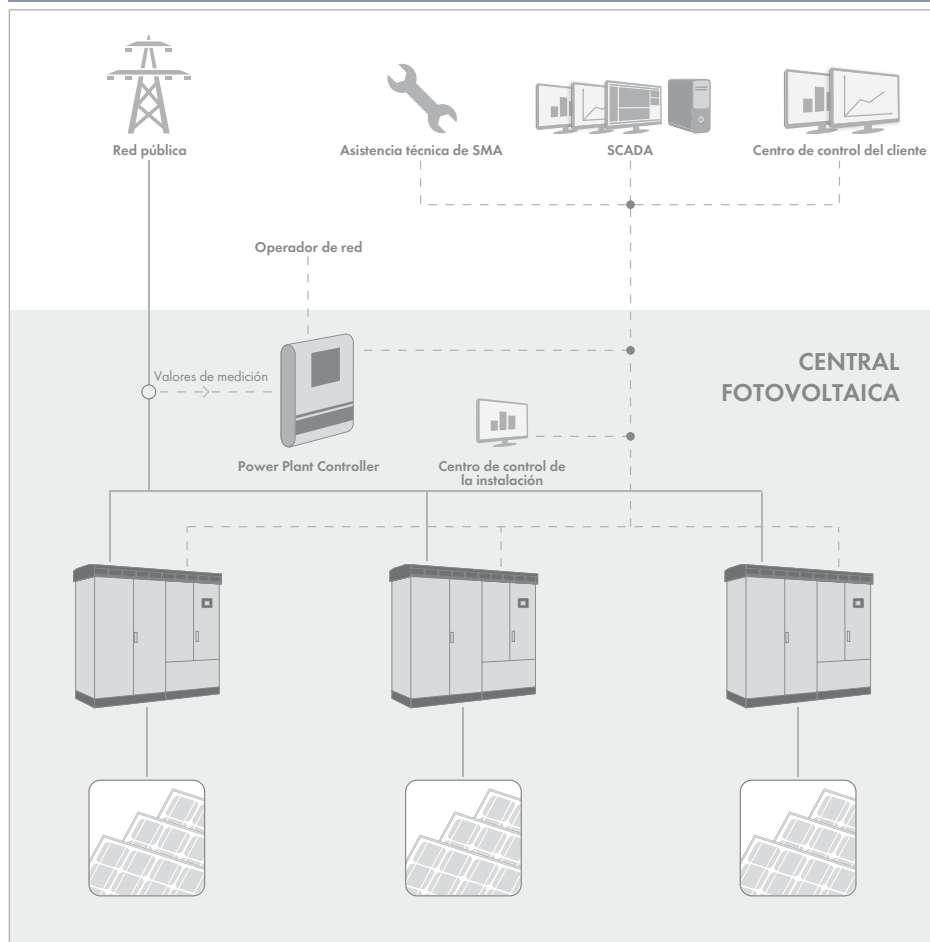 Red pública
Asistencia técnica de SMA
SCADA
Centro de control del cliente
Operador de red
CENTRAL
FOTOVOLTAICA
Valores de medición
Power Plant Controller
Centro de control de
la instalación